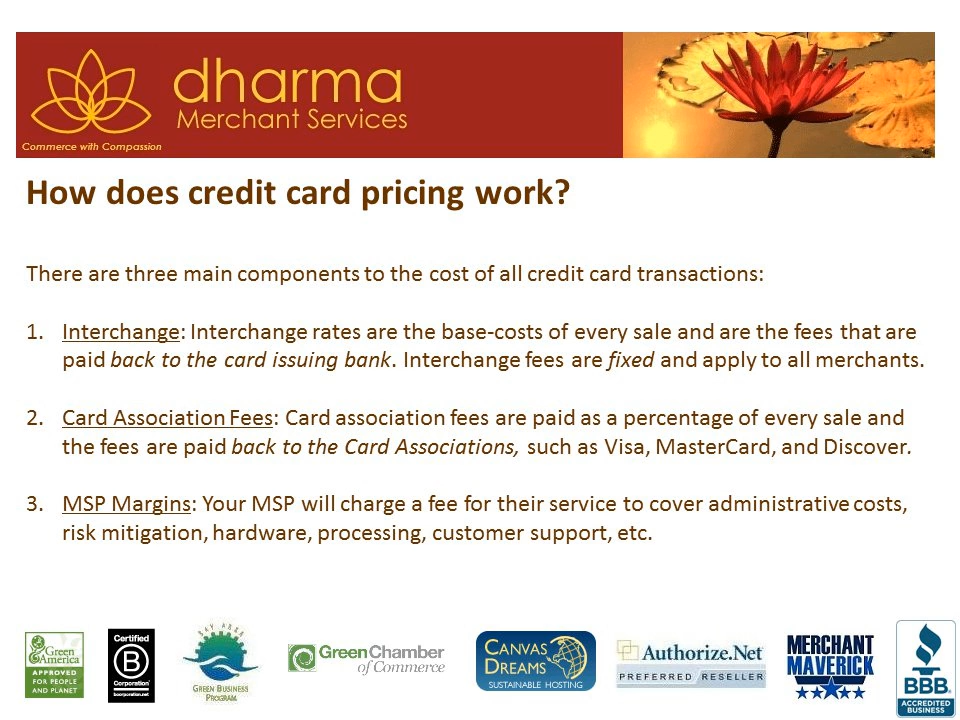 dharma
Merchant Services
Commerce with Compassion
How does credit card pricing work?
There are three main components to the cost of all credit card transactions:
1. Interchange: Interchange rates are the base-costs of every sale and are the fees that are
paid back to the card issuing bank. Interchange fees are fixed and apply to all merchants.
2. Card Association Fees: Card association fees are paid as a percentage of every sale and
the fees are paid back to the Card Associations, such as Visa, MasterCard, and Discover.
3. MSP Margins: Your MSP will charge a fee for their service to cover administrative costs,
risk mitigation, hardware, processing, customer support, etc.
Green
America
APPROVED
FOR PEOPLE
AND PLANET
Certified
B
Corporation
bcorporation.net
BAY AREA
GREEN BUSINESS
PROGRAM
GreenChamber
of Commerce
CANVAS
DREAMS
SUSTAINABLE HOSTING
Authorize.Net
PREFERRED RESELLER
MERCHANT
MAVERICK
BBB
ACCREDITED
BUSINESS